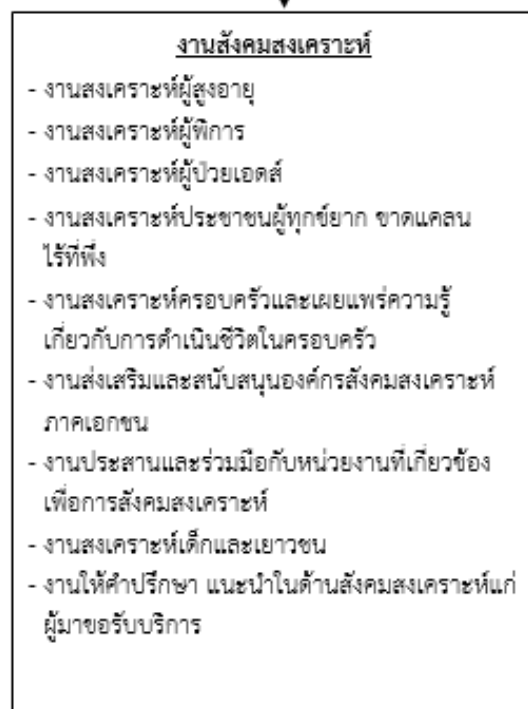 งานสังคมสงเคราะห์
- งานสงเคราะห์ผู้สูงอายุ
- งานสงเคราะห์ผู้พิการ
- งานสงเคราะห์ผู้ป่วยเอดส์
- งานสงเคราะห์ประชาชนผู้ทุกข์ยาก ขาดแคลน
ไร้ที่พึ่ง
- งานสงเคราะห์ครอบครัวและเผยแพร่ความรู้
เกี่ยวกับการดำเนินชีวิตในครอบครัว
- งานส่งเสริมและสนับสนุนองค์กรสังคมสงเคราะห์
ภาคเอกชน
- งานประสานและร่วมมือกับหน่วยงานที่เกี่ยวข้อง
เพื่อการสังคมสงเคราะห์
- งานสงเคราะห์เด็กและเยาวชน
- งานให้คำปรึกษา แนะนำในด้านสังคมสงเคราะห์แก่
ผู้มาขอรับบริการ